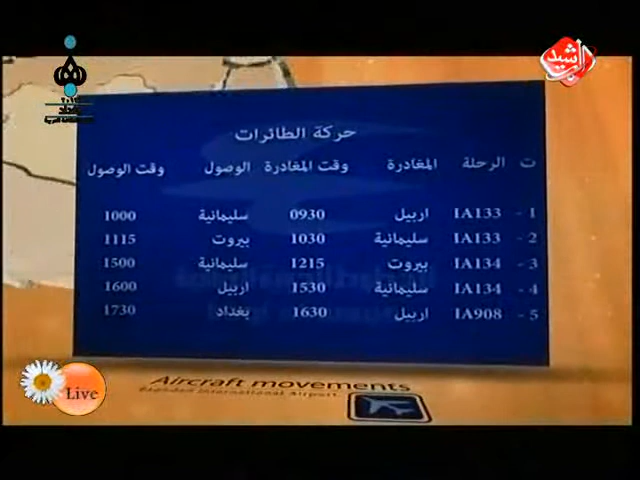 الرشيد
بغداد
حركة الطائرات
ت الرحلة المغادرة وقت المغادرة الوصول وقت الوصول
1 - IA133 اربيل 0930 سليمانية 1000
2 - IA133 سليمانية 1030 بيروت 1115
3 - IA134 بيروت 1215 سليمانية 1500
4 - IA134 سليمانية 1530 اربيل 1600
5 - IA908 اربيل 1630 بغداد 1730
Aircraft movements
Baghdad International Airport
Live